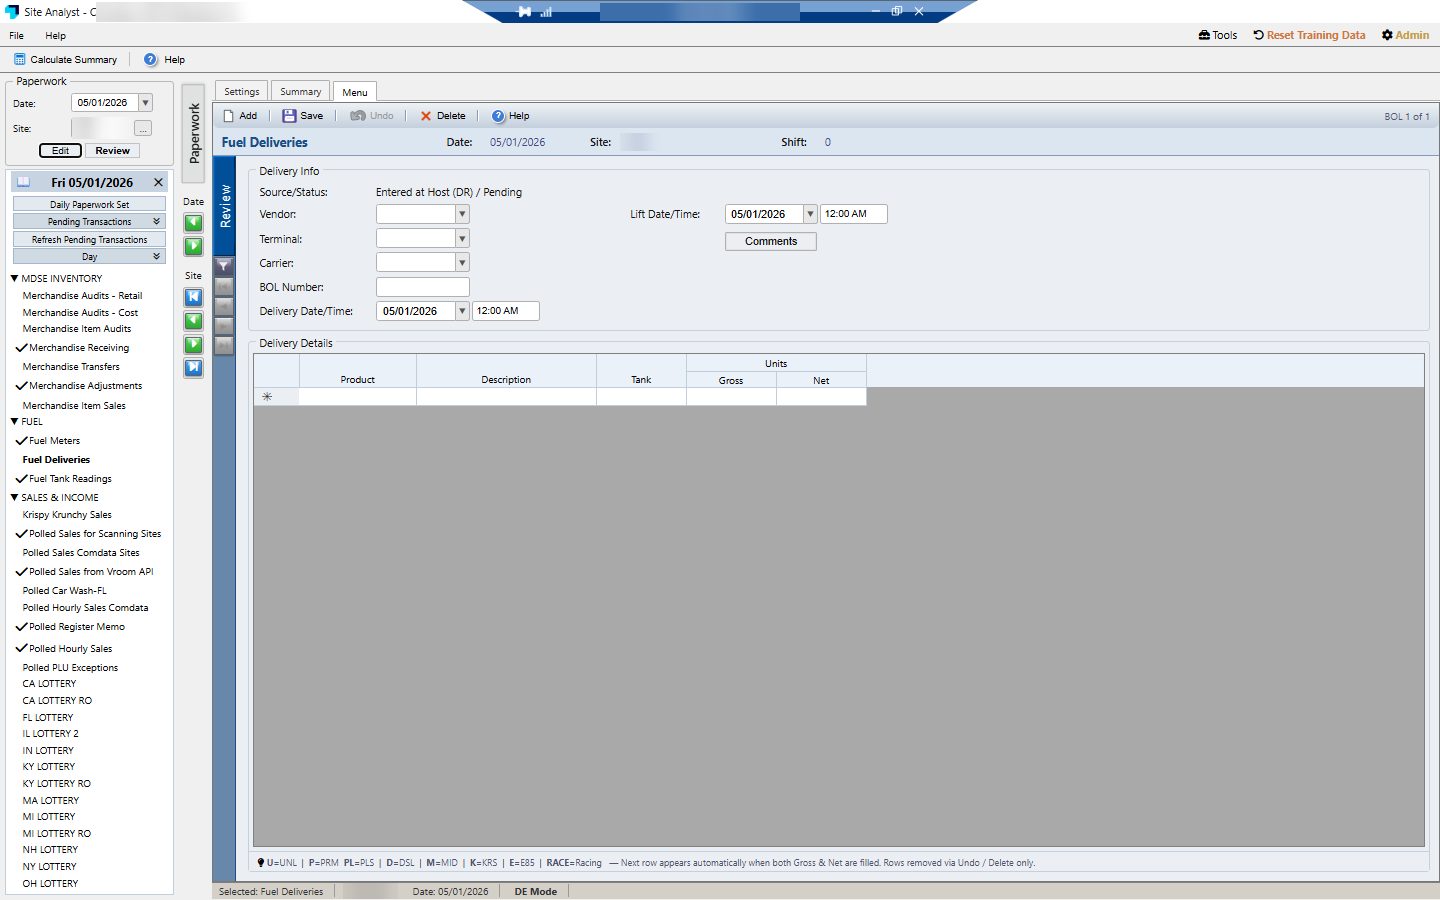 Site Analyst - C
File Help
Tools Reset Training Data Admin
Calculate Summary Help
Paperwork
Date: 05/01/2026
Site: ...
Edit Review
Fri 05/01/2026
Daily Paperwork Set
Pending Transactions
Refresh Pending Transactions
Day
MDSE INVENTORY
Merchandise Audits - Retail
Merchandise Audits - Cost
Merchandise Item Audits
Merchandise Receiving
Merchandise Transfers
Merchandise Adjustments
Merchandise Item Sales
FUEL
Fuel Meters
Fuel Deliveries
Fuel Tank Readings
SALES & INCOME
Krispy Krunchy Sales
Polled Sales for Scanning Sites
Polled Sales Comdata Sites
Polled Sales from Vroom API
Polled Car Wash-FL
Polled Hourly Sales Comdata
Polled Register Memo
Polled Hourly Sales
Polled PLU Exceptions
CA LOTTERY
CA LOTTERY RO
FL LOTTERY
IL LOTTERY 2
IN LOTTERY
KY LOTTERY
KY LOTTERY RO
MA LOTTERY
MI LOTTERY
MI LOTTERY RO
NH LOTTERY
NY LOTTERY
OH LOTTERY
Paperwork
Date
Site
Settings Summary Menu
Add Save Undo Delete Help BOL 1 of 1
Fuel Deliveries Date: 05/01/2026 Site: Shift: 0
Review
Delivery Info
Source/Status: Entered at Host (DR) / Pending
Vendor: Lift Date/Time: 05/01/2026 12:00 AM
Terminal: Comments
Carrier:
BOL Number:
Delivery Date/Time: 05/01/2026 12:00 AM
Delivery Details
Units
Product Description Tank Gross Net
U=UNL | P=PRM PL=PLS | D=DSL | M=MID | K=KRS | E=E85 | RACE=Racing — Next row appears automatically when both Gross & Net are filled. Rows removed via Undo / Delete only.
Selected: Fuel Deliveries Date: 05/01/2026 DE Mode